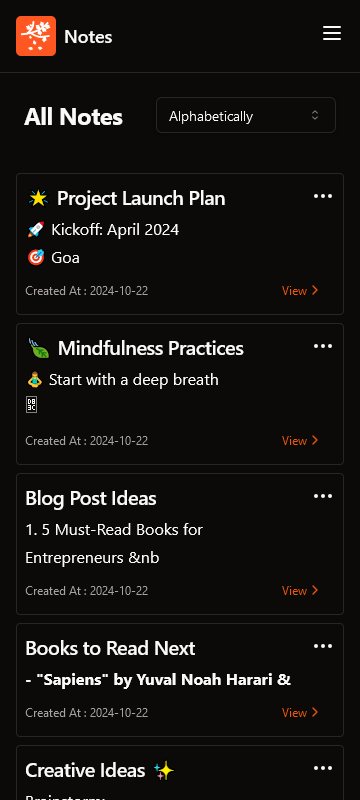 Notes
All Notes
Alphabetically
🌟 Project Launch Plan
🚀 Kickoff: April 2024
🎯 Goa
Created At : 2024-10-22
View
🍃 Mindfulness Practices
🧘‍♂️ Start with a deep breath
Created At : 2024-10-22
View
Blog Post Ideas
1. 5 Must-Read Books for
Entrepreneurs &nb
Created At : 2024-10-22
View
Books to Read Next
- "Sapiens" by Yuval Noah Harari &
Created At : 2024-10-22
View
Creative Ideas ✨
Brainstorm: